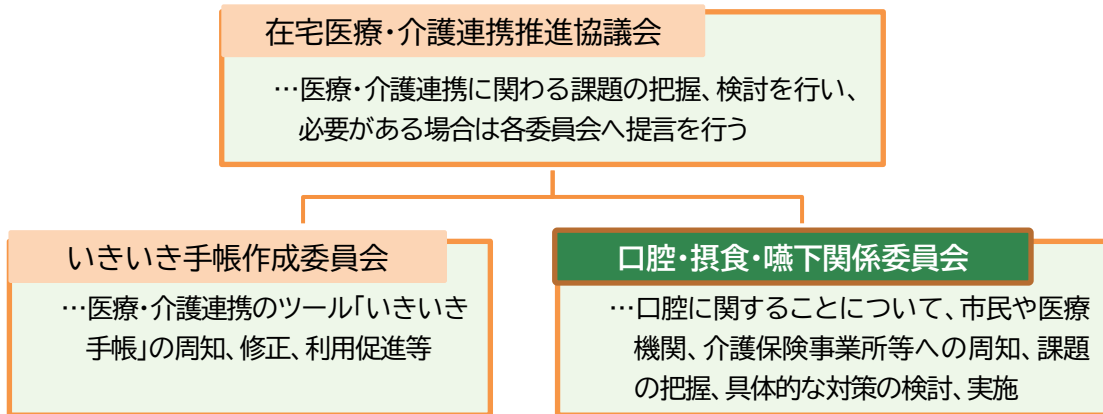 在宅医療・介護連携推進協議会
…医療・介護連携に関わる課題の把握、検討を行い、
必要がある場合は各委員会へ提言を行う
いきいき手帳作成委員会
…医療・介護連携のツール「いきいき
手帳」の周知、修正、利用促進等
口腔・摂食・嚥下関係委員会
…口腔に関することについて、市民や医療
機関、介護保険事業所等への周知、課題
の把握、具体的な対策の検討、実施